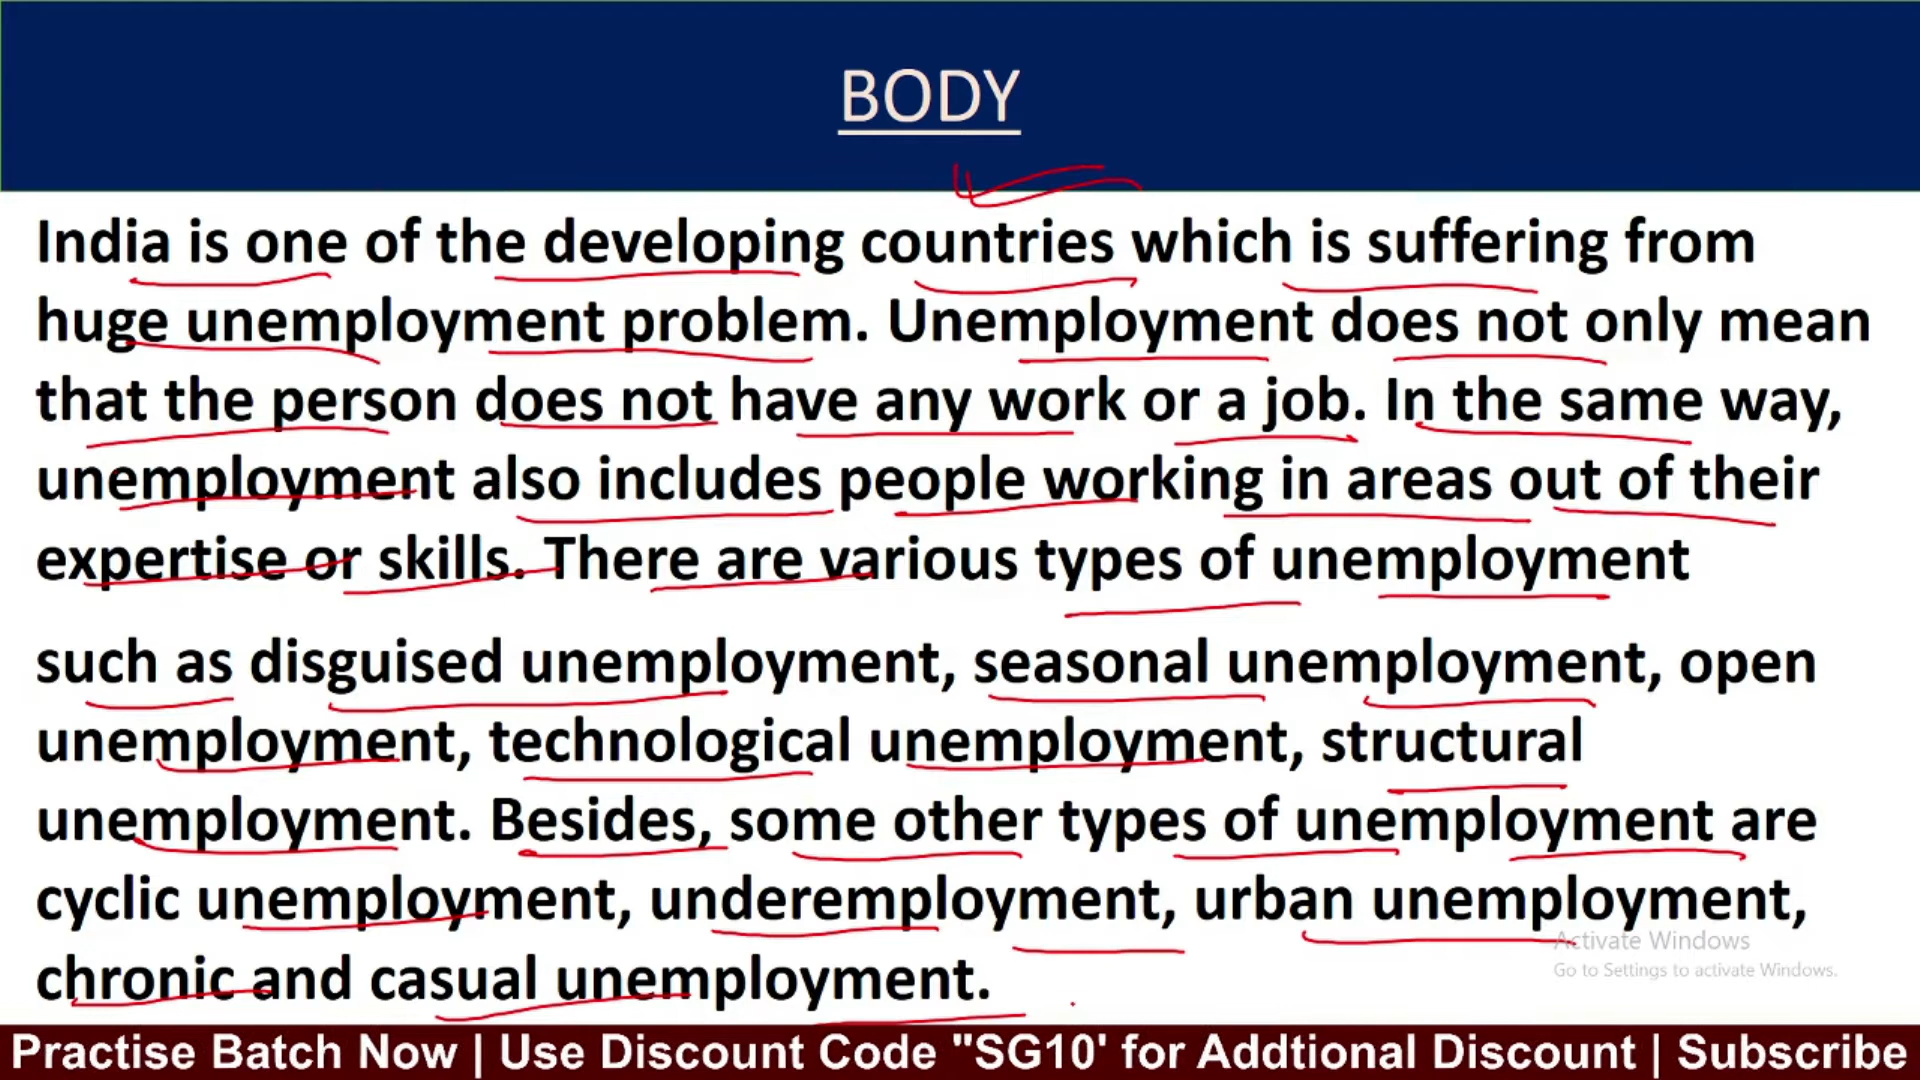 BODY
India is one of the developing countries which is suffering from
huge unemployment problem. Unemployment does not only mean
that the person does not have any work or a job. In the same way,
unemployment also includes people working in areas out of their
expertise or skills. There are various types of unemployment
such as disguised unemployment, seasonal unemployment, open
unemployment, technological unemployment, structural
unemployment. Besides, some other types of unemployment are
cyclic unemployment, underemployment, urban unemployment,
chronic and casual unemployment.
Activate Windows
Go to Settings to activate Windows.
Practise Batch Now | Use Discount Code "SG10' for Addtional Discount | Subscribe